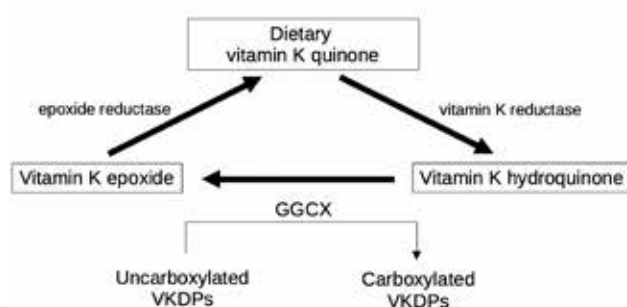 Dietary
vitamin K quinone
epoxide reductase
vitamin K reductase
Vitamin K epoxide
Vitamin K hydroquinone
GGCX
Uncarboxylated
VKDPs
Carboxylated
VKDPs